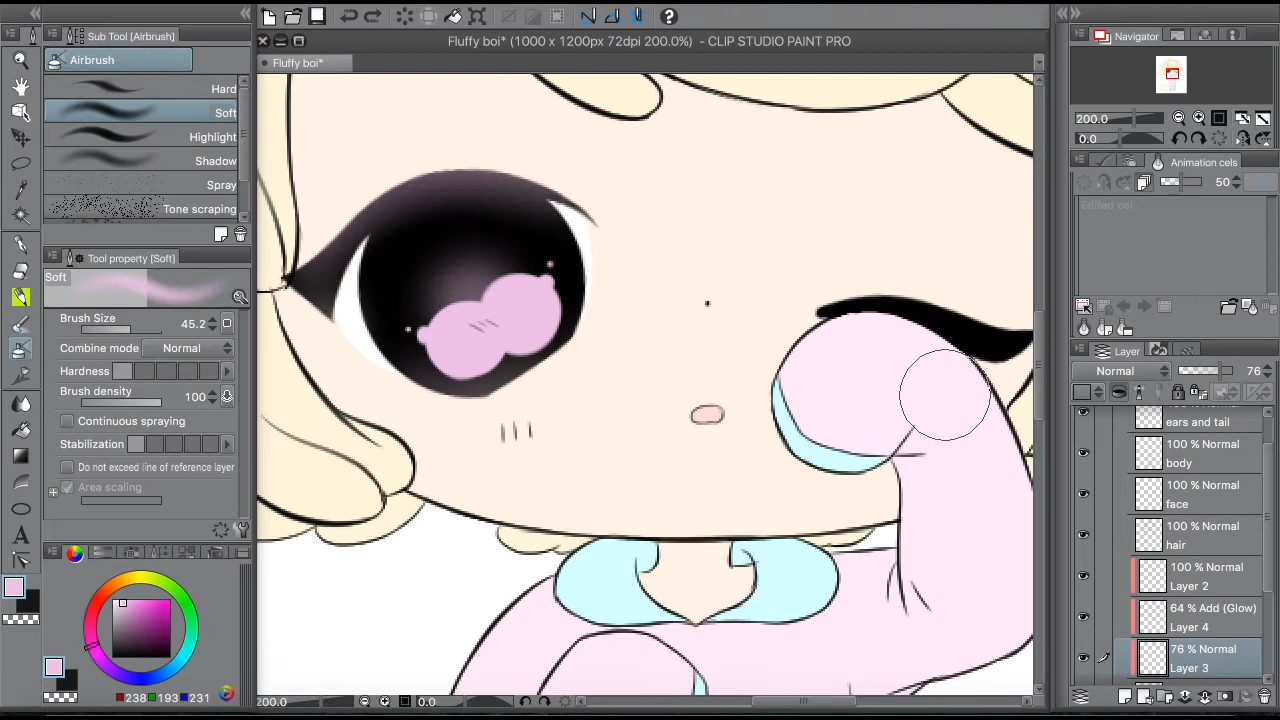 Fluffy boi* (1000 x 1200px 72dpi 200.0%) - CLIP STUDIO PAINT PRO
Fluffy boi*
Sub Tool [Airbrush]
Airbrush
Hard
Soft
Highlight
Shadow
Spray
Tone scraping
Tool property [Soft]
Soft
Brush Size 45.2
Combine mode Normal
Hardness
Brush density 100
Continuous spraying
Stabilization
Do not exceed line of reference layer
Area scaling
238 193 231
200.0 0.0
Navigator
200.0
0.0
Animation cels
50
Edited cel
Layer
Normal 76
ears and tail
100 % Normal
body
100 % Normal
face
100 % Normal
hair
100 % Normal
Layer 2
64 % Add (Glow)
Layer 4
76 % Normal
Layer 3